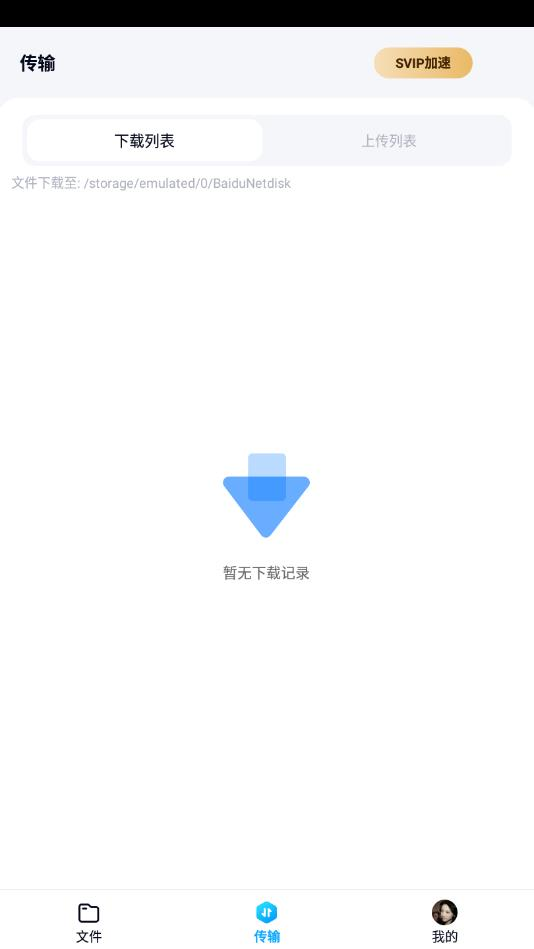 传输
SVIP加速
下载列表
上传列表
文件下载至: /storage/emulated/0/BaiduNetdisk
暂无下载记录
文件
传输
我的